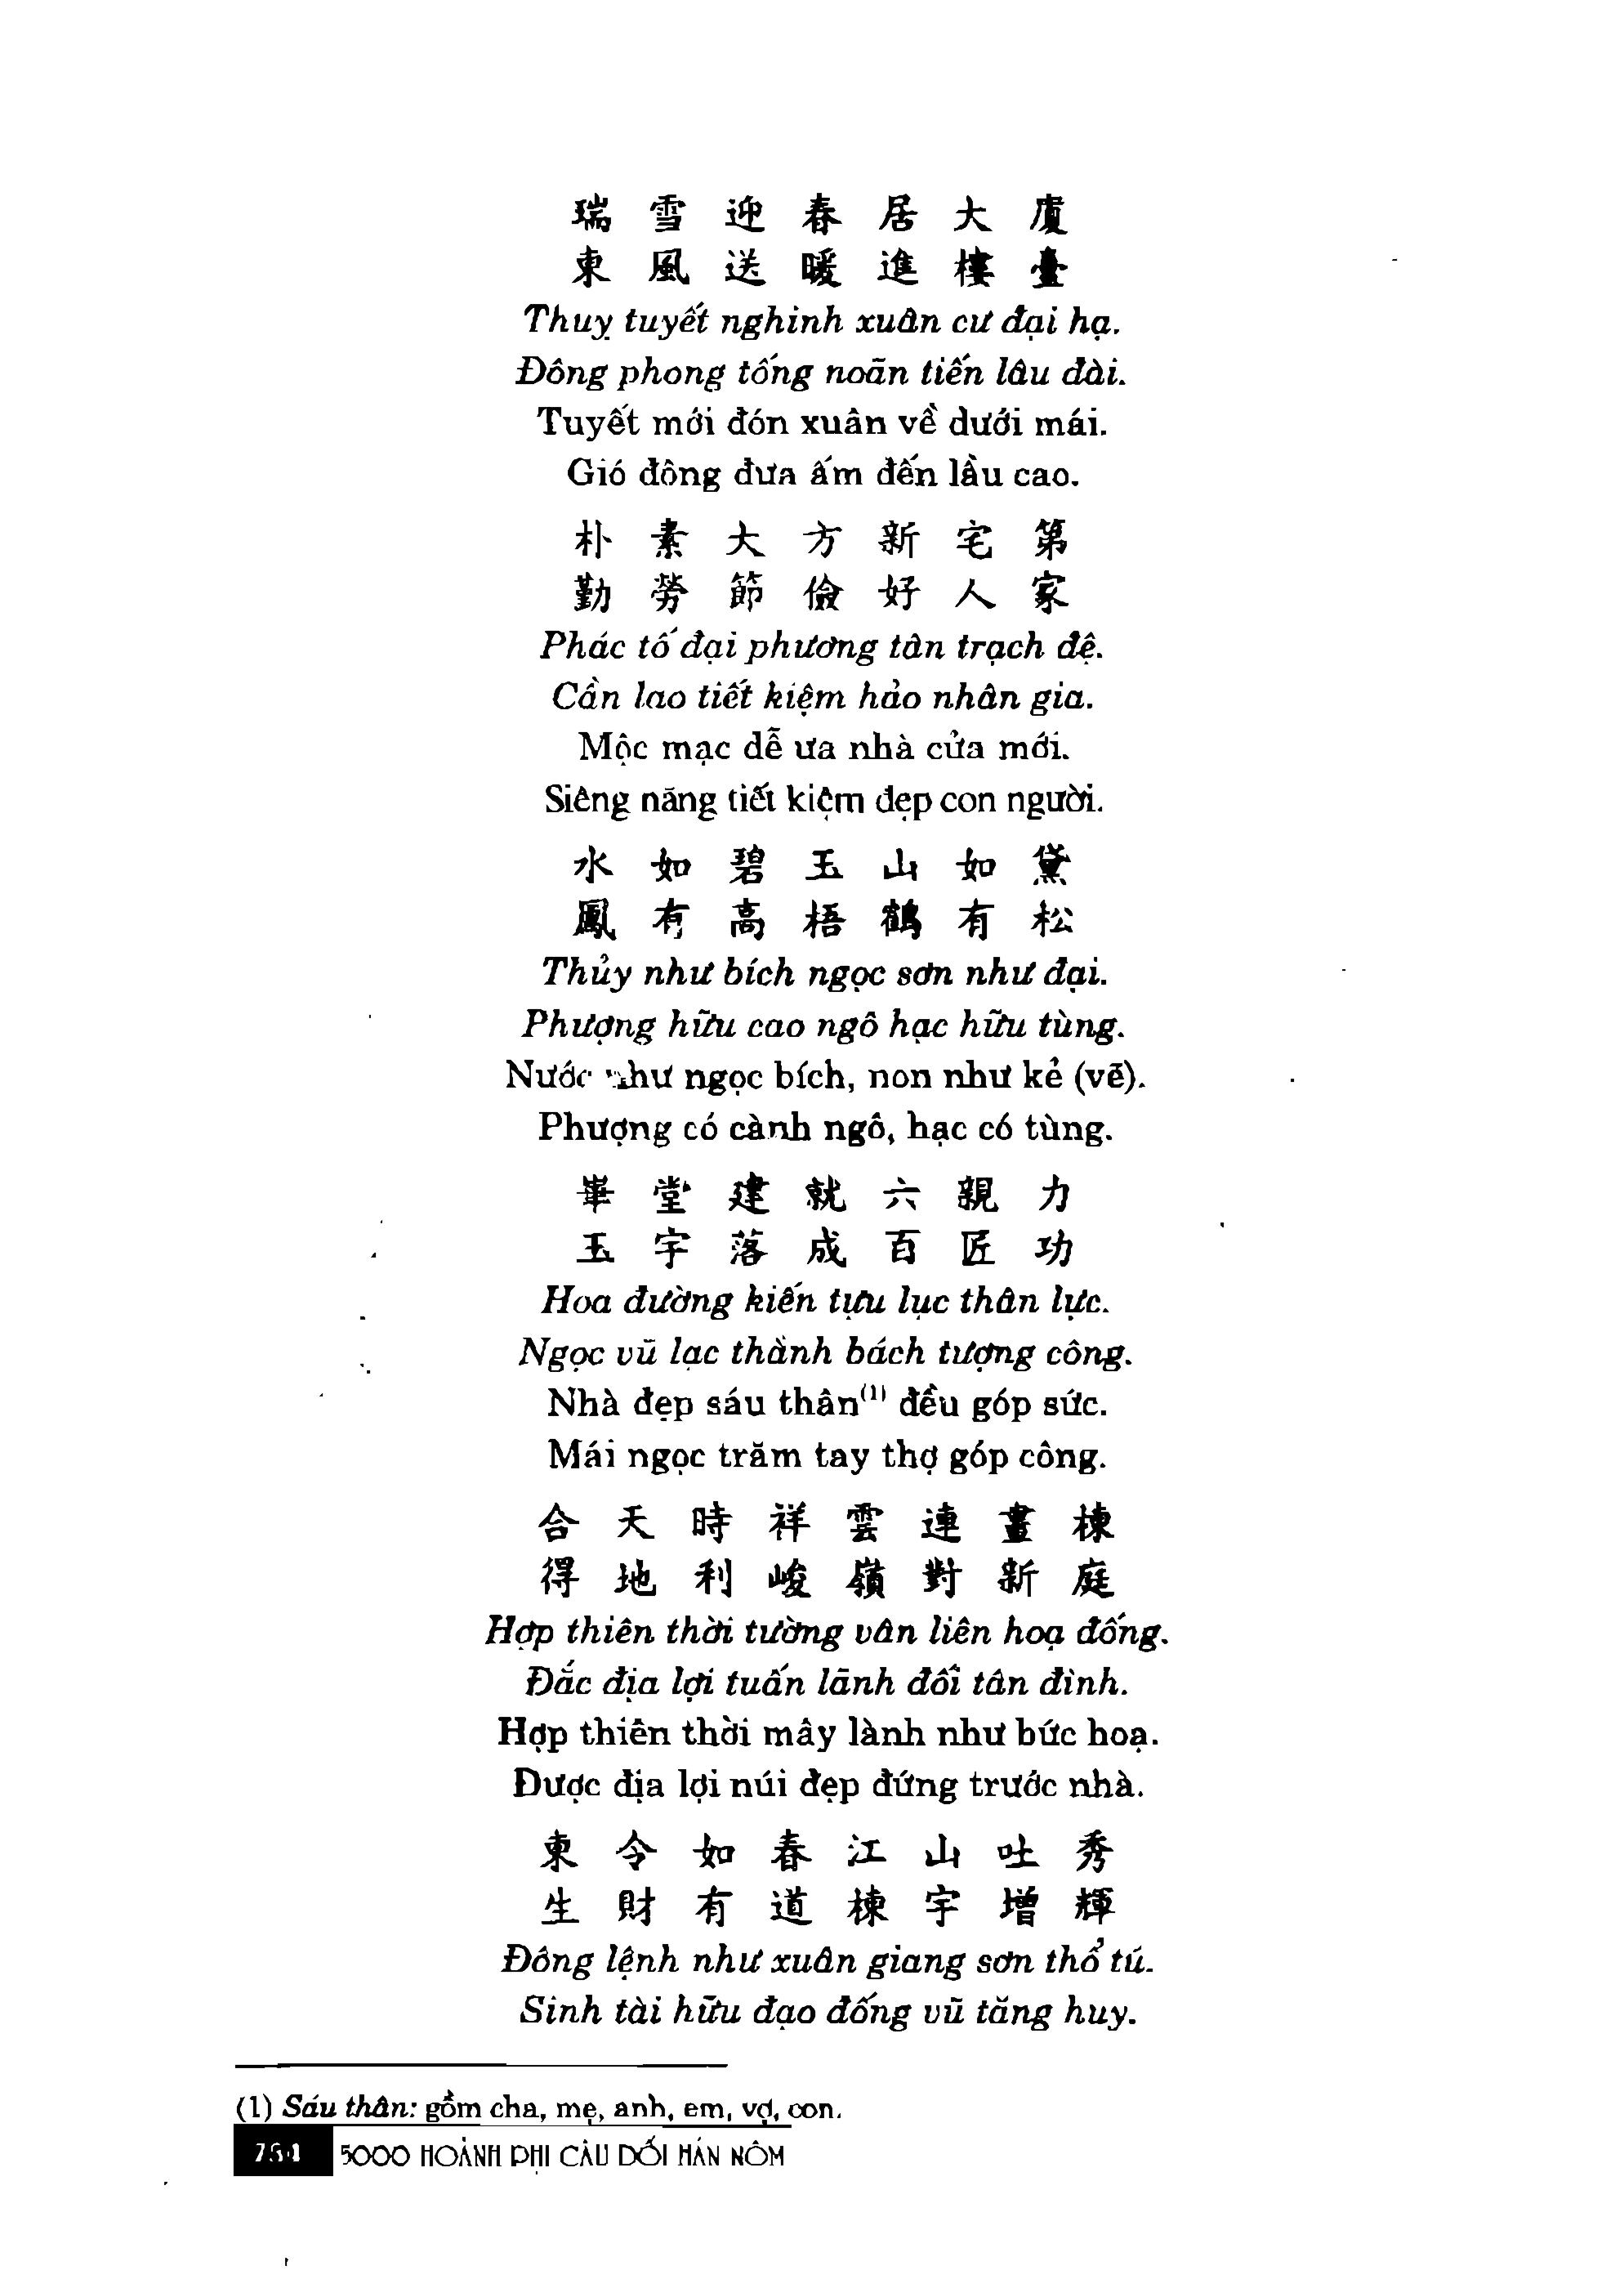 瑞雪迎春居大廈
東風送暖進樓臺
Thuỵ tuyết nghinh xuân cư đại hạ.
Đông phong tống noãn tiến lâu đài.
Tuyết mới đón xuân về dưới mái.
Gió đông đưa ấm đến lầu cao.
朴素大方新宅第
勤勞節儉好人家
Phác tố đại phương tân trạch đệ.
Cần lao tiết kiệm hảo nhân gia.
Mộc mạc dễ ưa nhà cửa mới.
Siêng năng tiết kiệm đẹp con người.
水如碧玉山如黛
鳳有高梧鶴有松
Thủy như bích ngọc sơn như đại.
Phượng hữu cao ngô hạc hữu tùng.
Nước như ngọc bích, non như kẻ (vẽ).
Phượng có cành ngô, hạc có tùng.
華堂建就六親力
玉宇落成百匠功
Hoa đường kiến tựu lục thân lực.
Ngọc vũ lạc thành bách tượng công.
Nhà đẹp sáu thân(1) đều góp sức.
Mái ngọc trăm tay thợ góp công.
合天時祥雲連畫棟
得地利峻嶺對新庭
Hợp thiên thời tường vân liên hoạ đống.
Đắc địa lợi tuấn lãnh đối tân đình.
Hợp thiên thời mây lành như bức hoạ.
Được địa lợi núi đẹp đứng trước nhà.
東令如春江山吐秀
生財有道棟宇增輝
Đông lệnh như xuân giang sơn thổ tú.
Sinh tài hữu đạo đống vũ tăng huy.
(1) Sáu thân: gồm cha, mẹ, anh, em, vợ, con.
5000 HOÀNH PHI CÂU ĐỐI HÁN NÔM